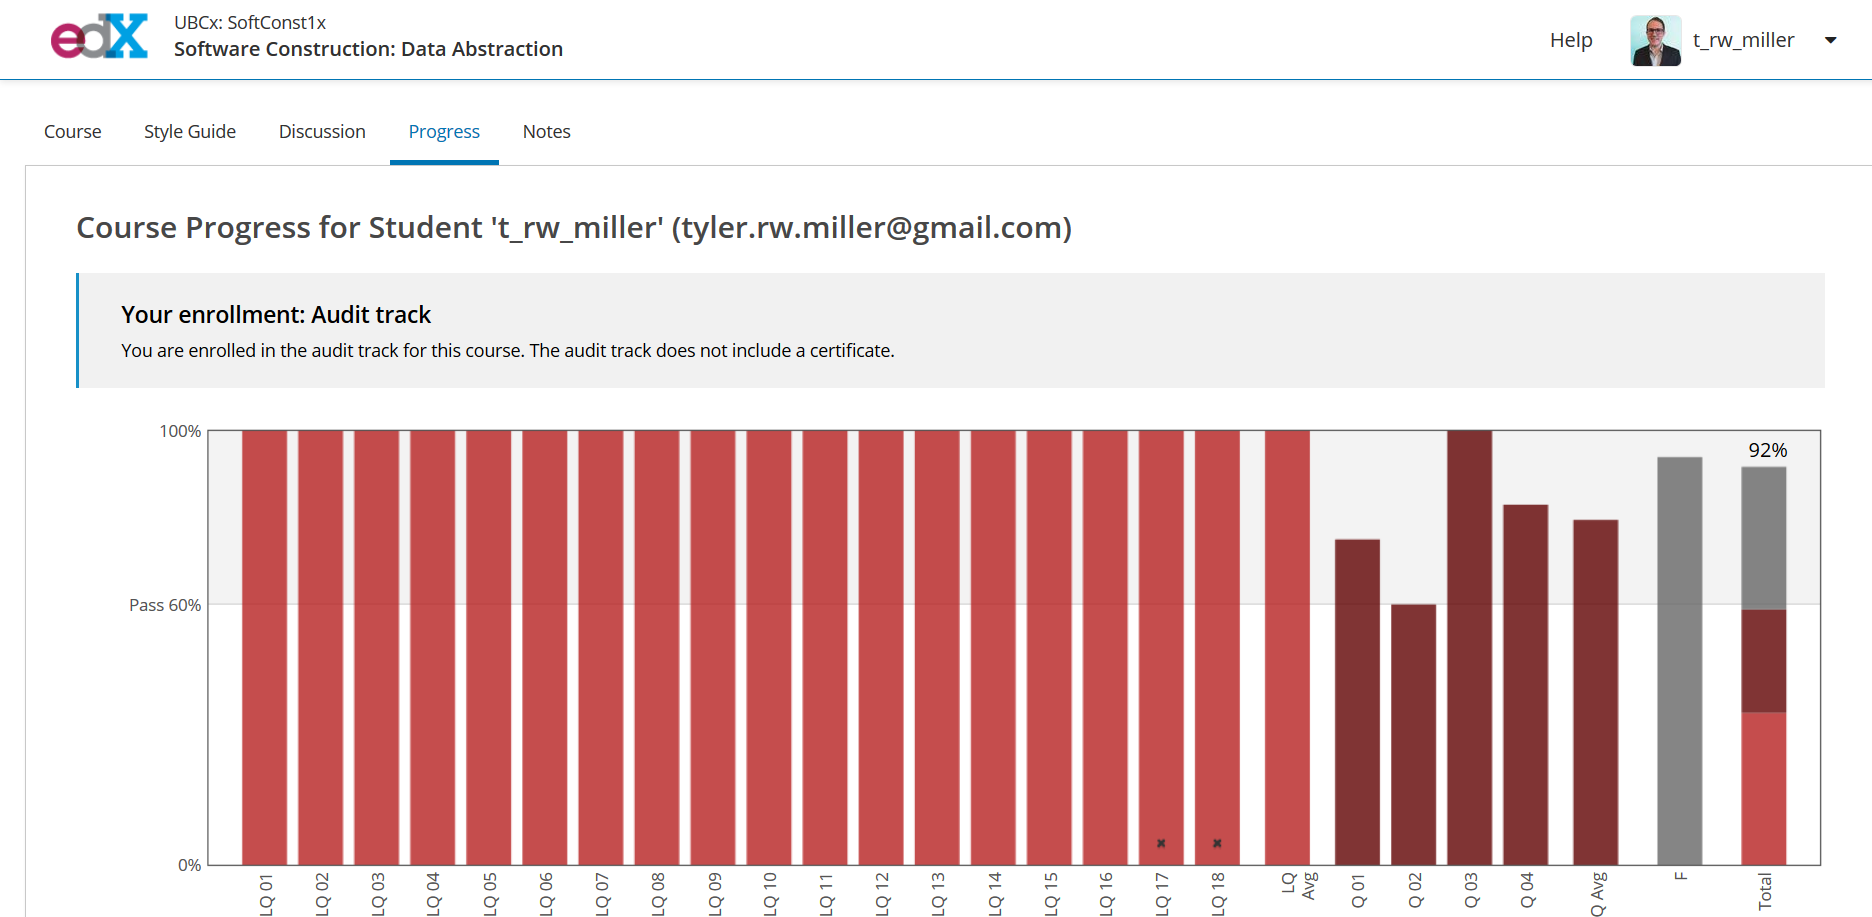 edX
UBCx: SoftConst1x
Software Construction: Data Abstraction
Help
t_rw_miller
Course
Style Guide
Discussion
Progress
Notes
Course Progress for Student 't_rw_miller' (tyler.rw.miller@gmail.com)
Your enrollment: Audit track
You are enrolled in the audit track for this course. The audit track does not include a certificate.
100%
92%
Pass 60%
0%
LQ 01
LQ 02
LQ 03
LQ 04
LQ 05
LQ 06
LQ 07
LQ 08
LQ 09
LQ 10
LQ 11
LQ 12
LQ 13
LQ 14
LQ 15
LQ 16
LQ 17
LQ 18
LQ
Avg
Q 01
Q 02
Q 03
Q 04
Q Avg
F
Total